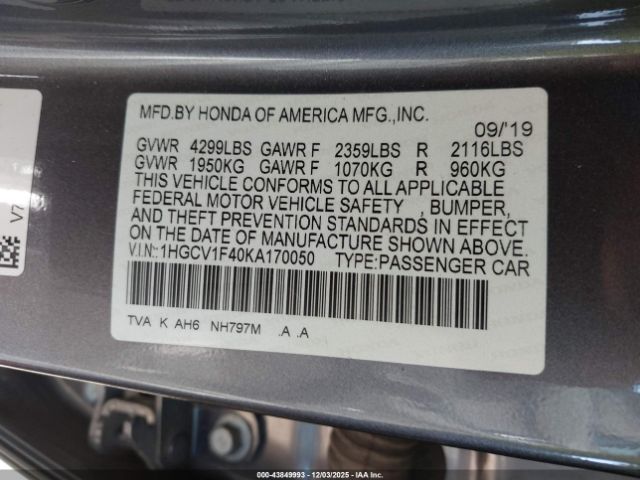 MFD.BY HONDA OF AMERICA MFG.,INC.
09/'19
GVWR 4299LBS GAWR F 2359LBS R 2116LBS
GVWR 1950KG GAWR F 1070KG R 960KG
THIS VEHICLE CONFORMS TO ALL APPLICABLE
FEDERAL MOTOR VEHICLE SAFETY , BUMPER,
AND THEFT PREVENTION STANDARDS IN EFFECT
ON THE DATE OF MANUFACTURE SHOWN ABOVE.
V.I.N.:1HGCV1F40KA170050 TYPE:PASSENGER CAR
TVA K AH6 NH797M .A .A
V7
00-43849993 - 12/03/2025 - IAA Inc.